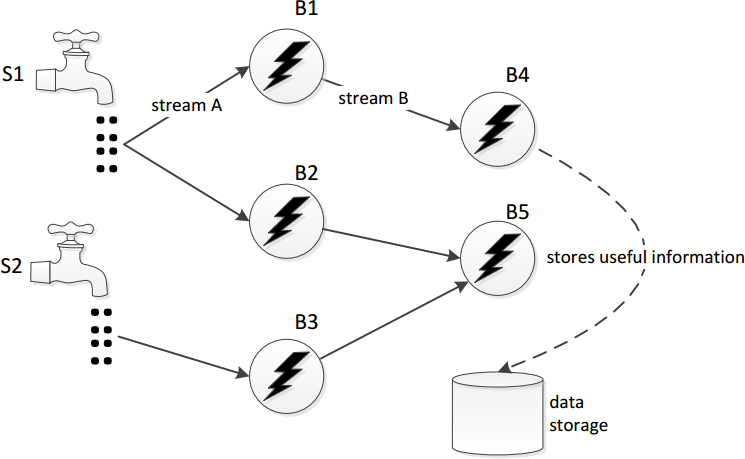 B1
S1
stream A
stream B
B4
B2
B5
S2
stores useful information
B3
data
storage